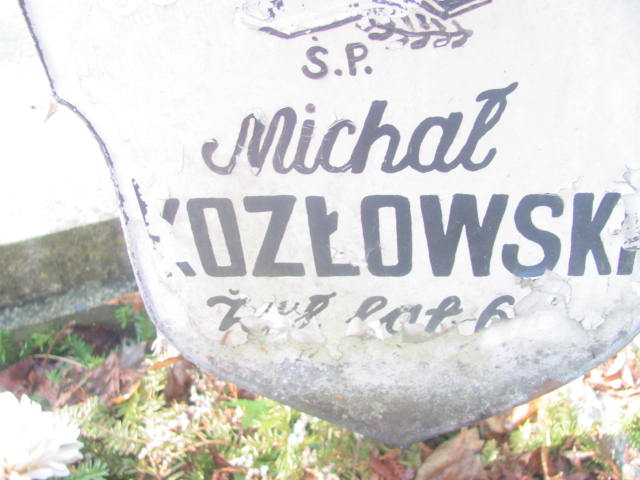 Ś.P.
Michał
KOZŁOWSKI
Żył lat 6